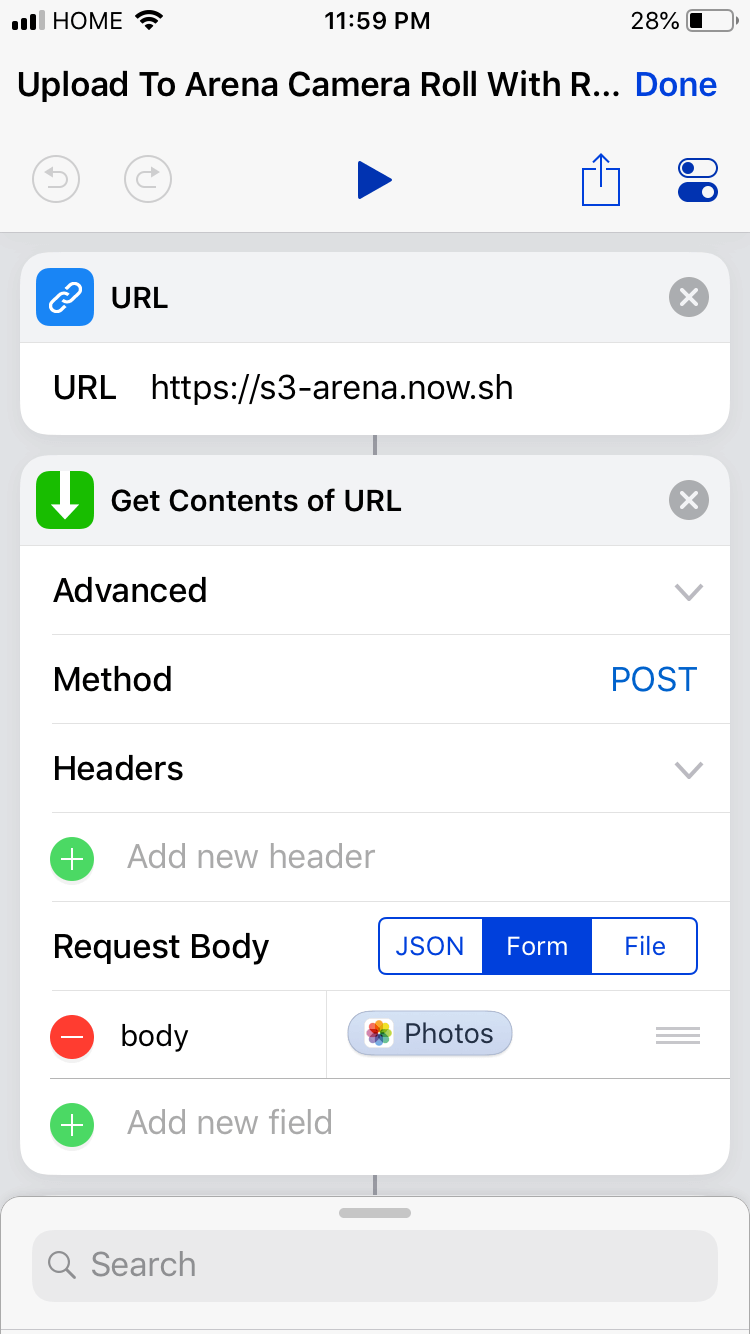 HOME 11:59 PM 28%
Upload To Arena Camera Roll With R... Done
URL
URL https://s3-arena.now.sh
Get Contents of URL
Advanced
Method POST
Headers
Add new header
Request Body JSON Form File
body Photos
Add new field
Search